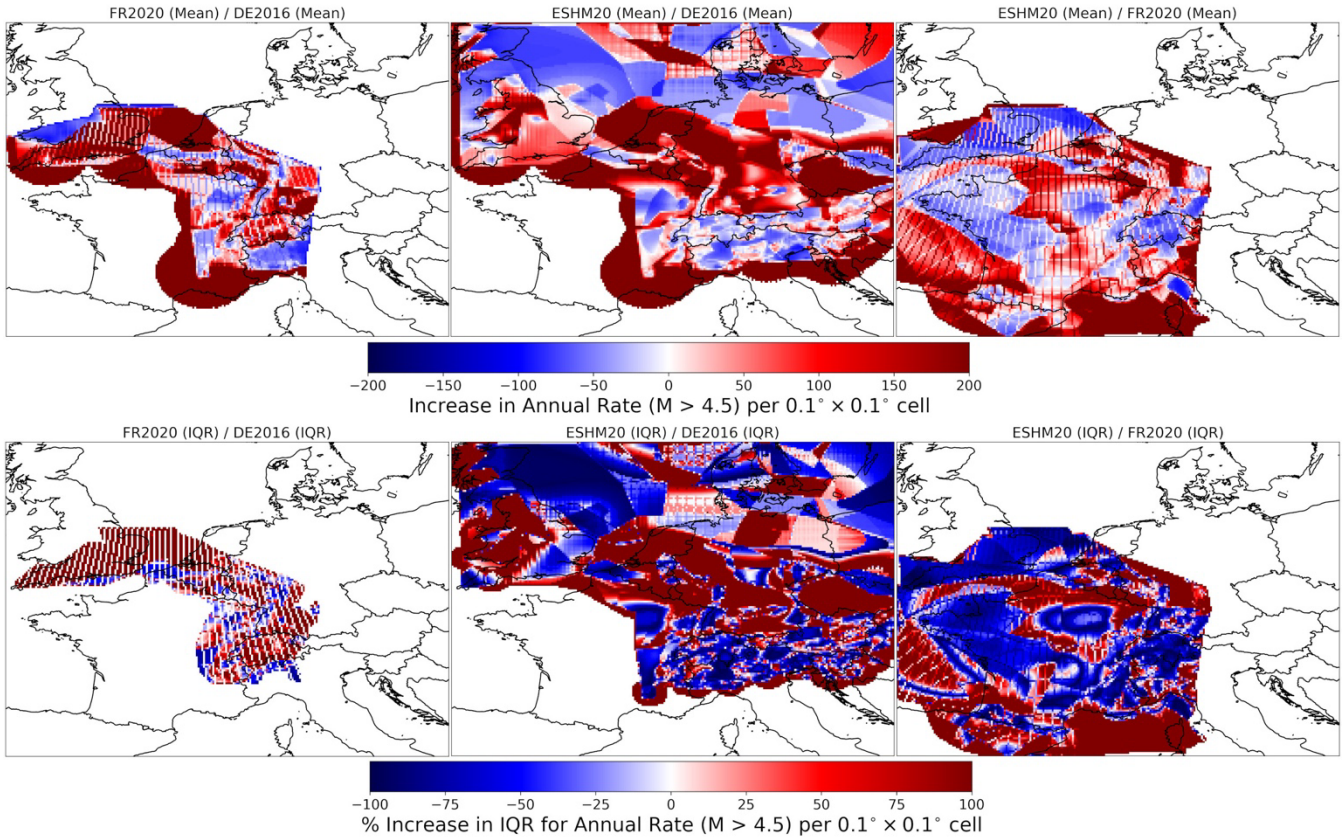 FR2020 (Mean) / DE2016 (Mean)
ESHM20 (Mean) / DE2016 (Mean)
ESHM20 (Mean) / FR2020 (Mean)
−200 −150 −100 −50 0 50 100 150 200
Increase in Annual Rate (M > 4.5) per 0.1° × 0.1° cell
FR2020 (IQR) / DE2016 (IQR)
ESHM20 (IQR) / DE2016 (IQR)
ESHM20 (IQR) / FR2020 (IQR)
−100 −75 −50 −25 0 25 50 75 100
% Increase in IQR for Annual Rate (M > 4.5) per 0.1° × 0.1° cell